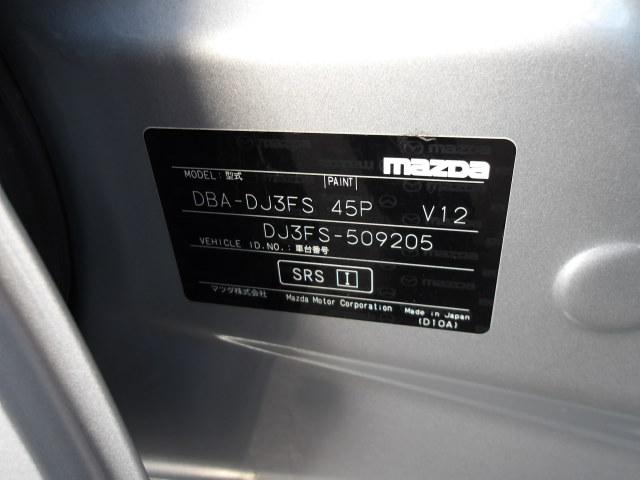 mazda
MODEL: 型式 PAINT
DBA-DJ3FS 45P V12
DJ3FS-509205
VEHICLE ID.NO.: 車台番号
SRS I
マツダ株式会社 Mazda Motor Corporation Made in Japan
(D10A)